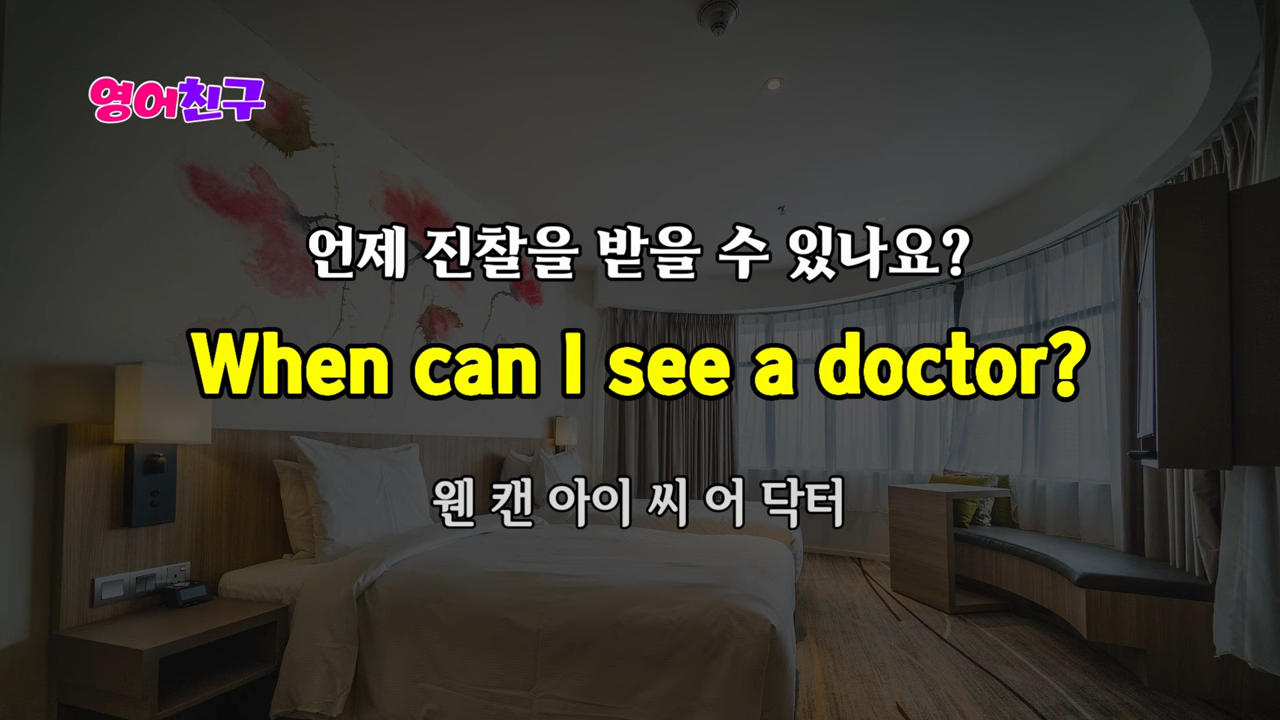 영어친구
언제 진찰을 받을 수 있나요?
When can I see a doctor?
웬 캔 아이 씨 어 닥터